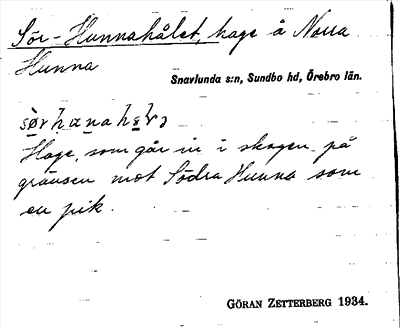 Sör-Hunnahålet, hage å Norra
Hunna
Snavlunda s:n, Sundbo hd, Örebro län.
Hage, som går in i skogen på
gränsen mot Södra Hunna som
en pik.
GÖRAN ZETTERBERG 1934.